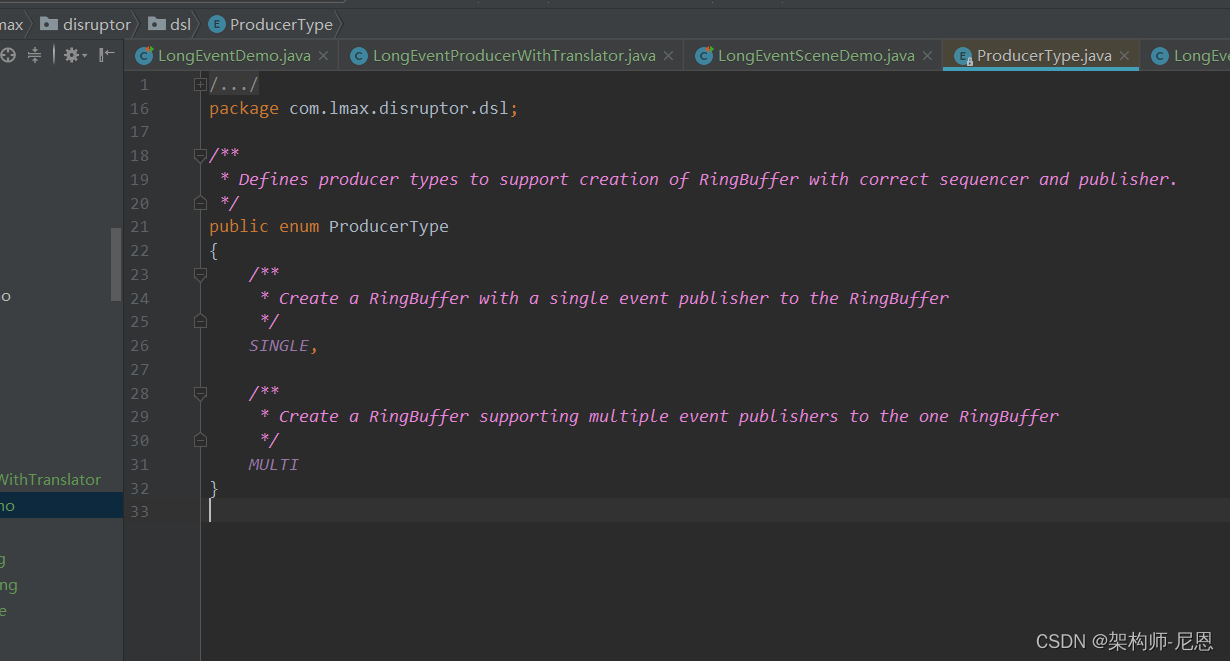 max disruptor dsl ProducerType
LongEventDemo.java LongEventProducerWithTranslator.java LongEventSceneDemo.java ProducerType.java LongEve
1 /.../
16 package com.lmax.disruptor.dsl;
17
18 /**
19 * Defines producer types to support creation of RingBuffer with correct sequencer and publisher.
20 */
21 public enum ProducerType
22 {
23 /**
24 * Create a RingBuffer with a single event publisher to the RingBuffer
25 */
26 SINGLE,
27
28 /**
29 * Create a RingBuffer supporting multiple event publishers to the one RingBuffer
30 */
31 MULTI
32 }
33
o
WithTranslator
no
g
ng
e
CSDN @架构师-尼恩